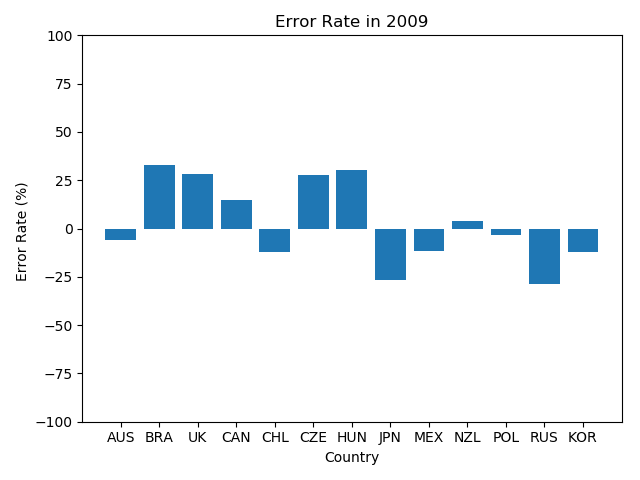 Error Rate in 2009
Error Rate (%)
100
75
50
25
0
−25
−50
−75
−100
AUS BRA UK CAN CHL CZE HUN JPN MEX NZL POL RUS KOR
Country